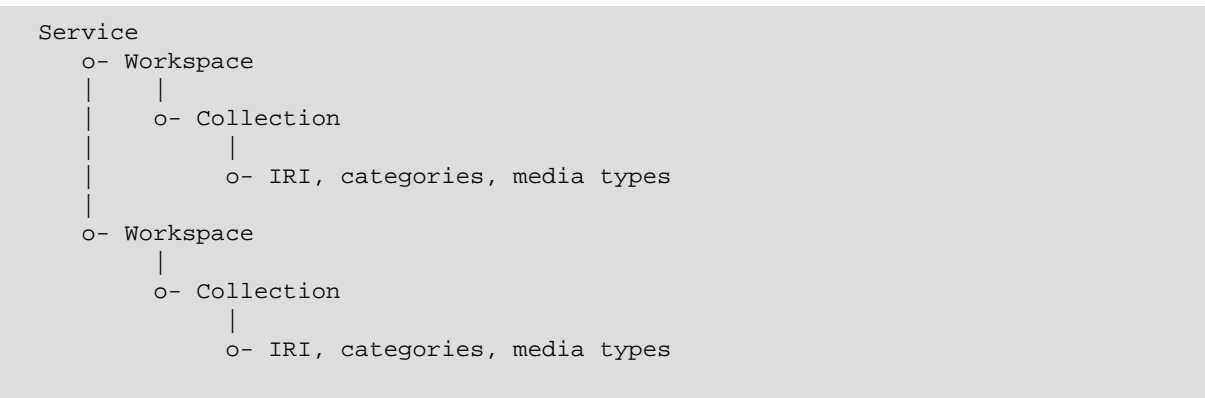 Service
   o- Workspace
   |    |
   |    o- Collection
   |          |
   |          o- IRI, categories, media types
   |
   o- Workspace
        |
        o- Collection
              |
              o- IRI, categories, media types